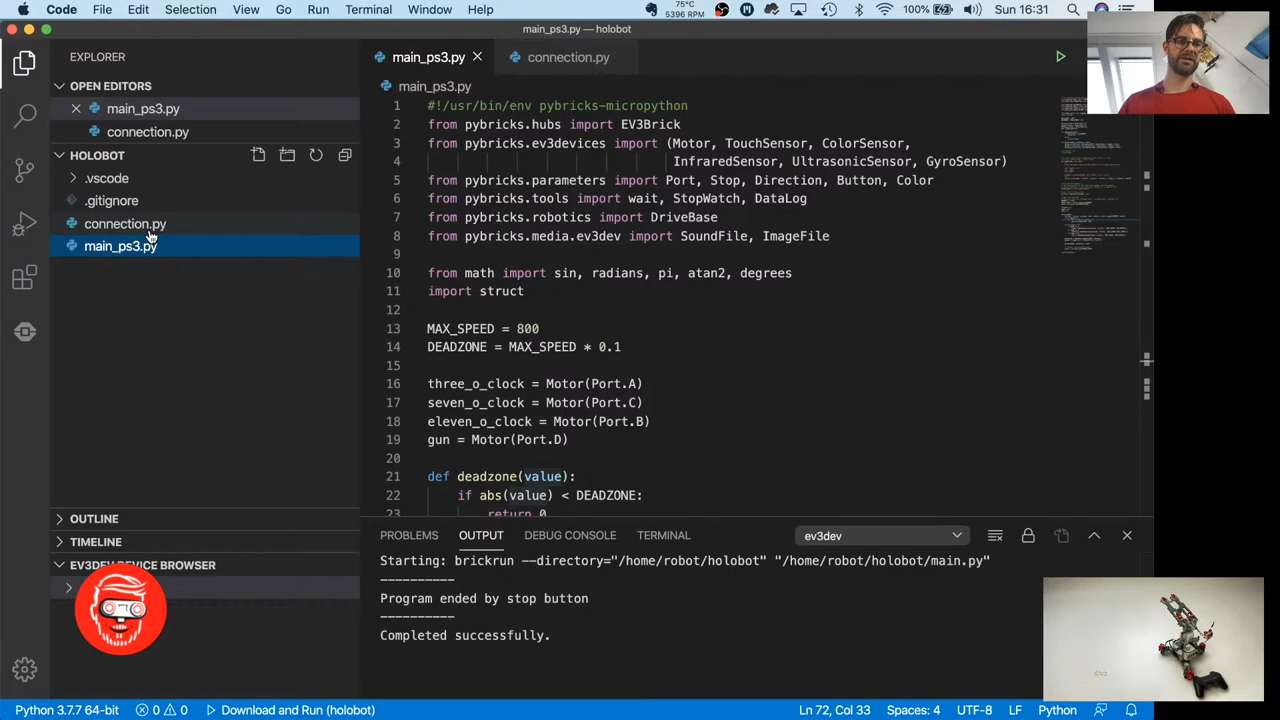 Code File Edit Selection View Go Run Terminal Window Help 75°C 5396 RPM 100% Sun 16:31
main_ps3.py — holobot
EXPLORER
OPEN EDITORS
main_ps3.py
connection.py
HOLOBOT
.vscode
.gitignore
connection.py
main_ps3.py
OUTLINE
TIMELINE
EV3DEV DEVICE BROWSER
main_ps3.py connection.py
main_ps3.py
1 #!/usr/bin/env pybricks-micropython
2 from pybricks.hubs import EV3Brick
3 from pybricks.ev3devices import (Motor, TouchSensor, ColorSensor,
4 InfraredSensor, UltrasonicSensor, GyroSensor)
5 from pybricks.parameters import Port, Stop, Direction, Button, Color
6 from pybricks.tools import wait, StopWatch, DataLog
7 from pybricks.robotics import DriveBase
8 from pybricks.media.ev3dev import SoundFile, ImageFile
9
10 from math import sin, radians, pi, atan2, degrees
11 import struct
12
13 MAX_SPEED = 800
14 DEADZONE = MAX_SPEED * 0.1
15
16 three_o_clock = Motor(Port.A)
17 seven_o_clock = Motor(Port.C)
18 eleven_o_clock = Motor(Port.B)
19 gun = Motor(Port.D)
20
21 def deadzone(value):
22 if abs(value) < DEADZONE:
23 return 0
PROBLEMS OUTPUT DEBUG CONSOLE TERMINAL ev3dev
Starting: brickrun --directory="/home/robot/holobot" "/home/robot/holobot/main.py"
----------
Program ended by stop button
----------
Completed successfully.
Python 3.7.7 64-bit 0 0 Download and Run (holobot) Ln 72, Col 33 Spaces: 4 UTF-8 LF Python